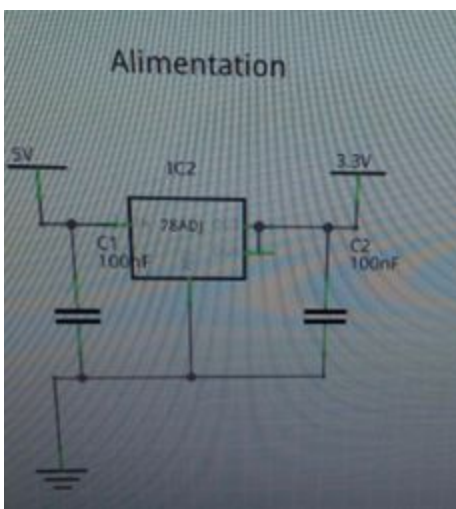 Alimentation
5V
IC2
3.3V
78ADJ
C1
100nF
C2
100nF